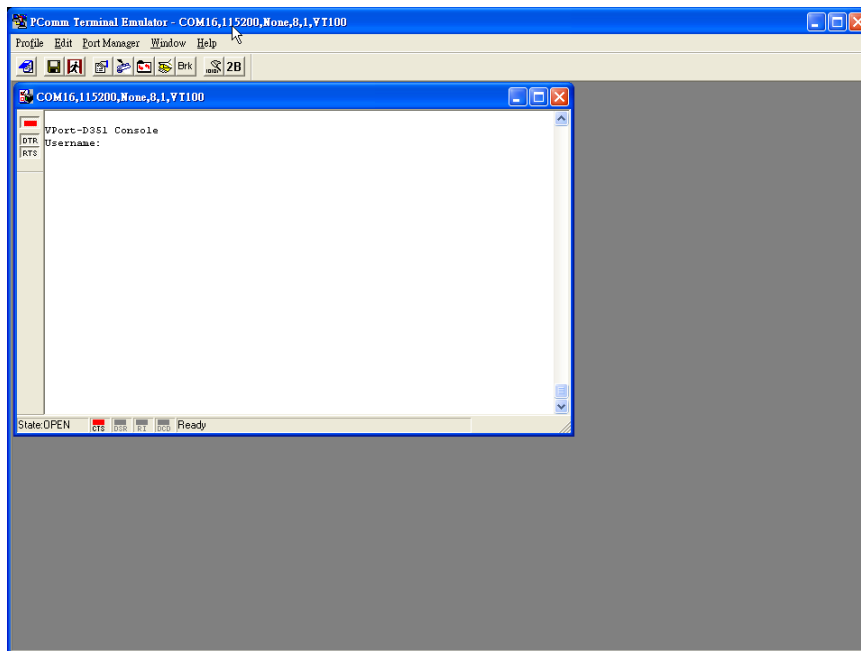 PComm Terminal Emulator - COM16,115200,None,8,1,VT100
Profile Edit Port Manager Window Help
Brk 2B
COM16,115200,None,8,1,VT100
DTR
RTS
VPort-D351 Console
Username:
State:OPEN CTS DSR RI DCD Ready